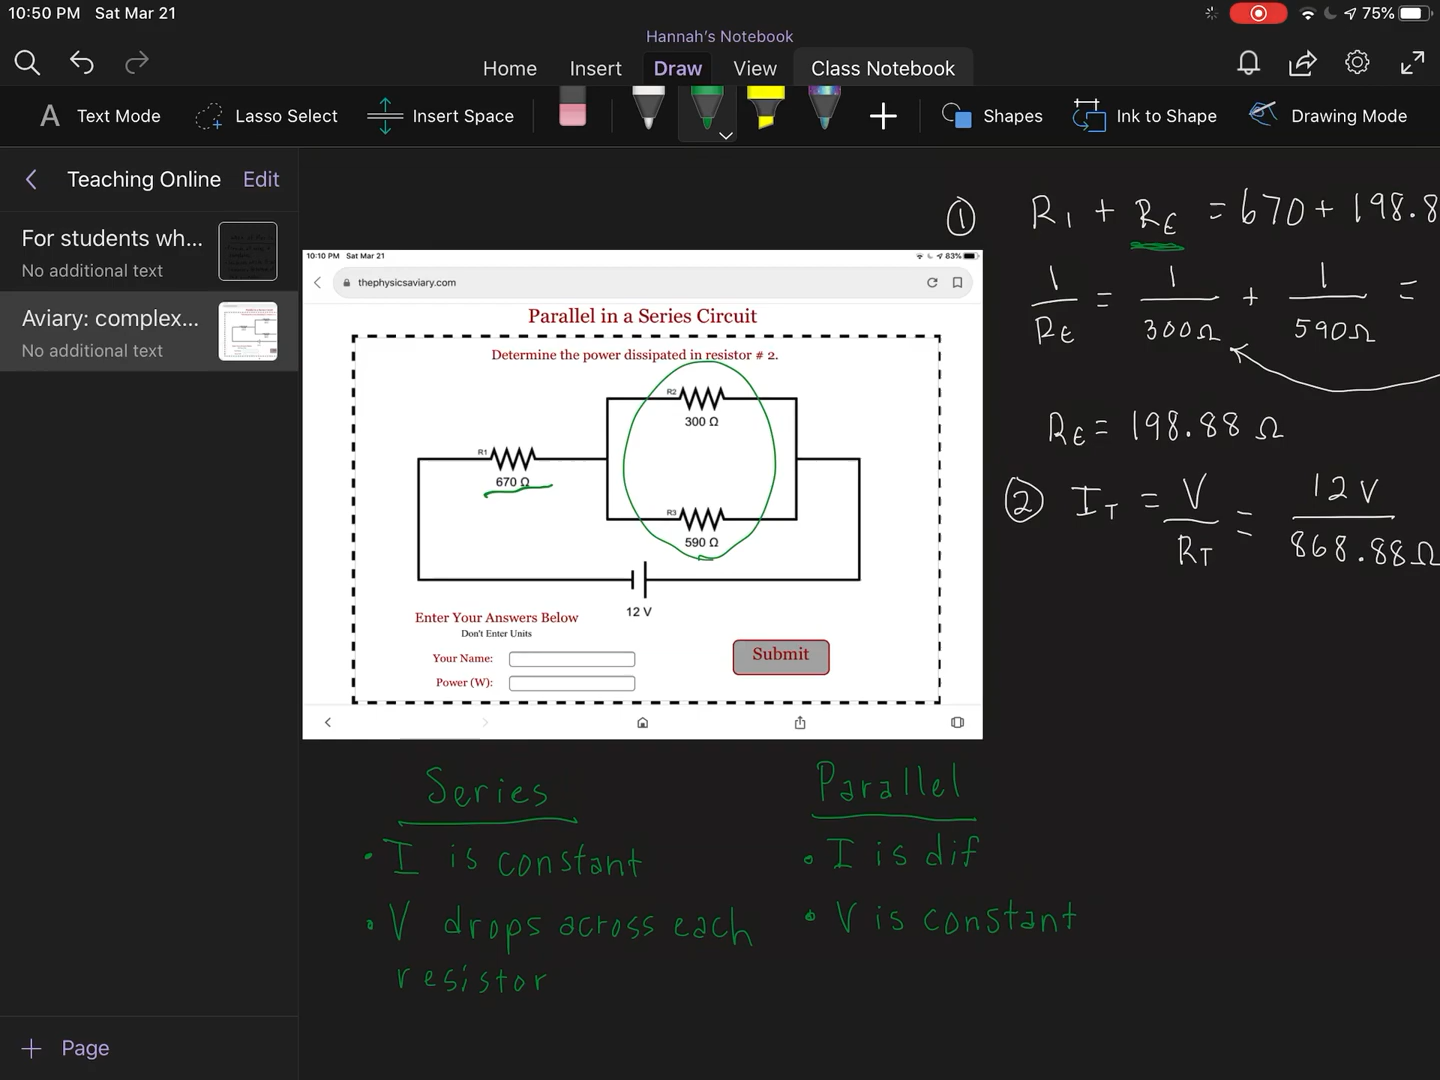 10:50 PM Sat Mar 21
75%
Hannah's Notebook
Home Insert Draw View Class Notebook
A Text Mode Lasso Select Insert Space Shapes Ink to Shape Drawing Mode
Teaching Online Edit
For students wh...
No additional text
Aviary: complex...
No additional text
+ Page
10:10 PM Sat Mar 21
83%
thephysicsaviary.com
Parallel in a Series Circuit
Determine the power dissipated in resistor # 2.
R2
300 Ω
R1
670 Ω
R3
590 Ω
12 V
Enter Your Answers Below
Don't Enter Units
Your Name:
Power (W):
Submit
① R1 + RE = 670 + 198.8
1/RE = 1/300Ω + 1/590Ω =
RE = 198.88 Ω
② IT = V/RT = 12 V/868.88Ω
Series
• I is constant
• V drops across each
resistor
Parallel
• I is dif
• V is constant